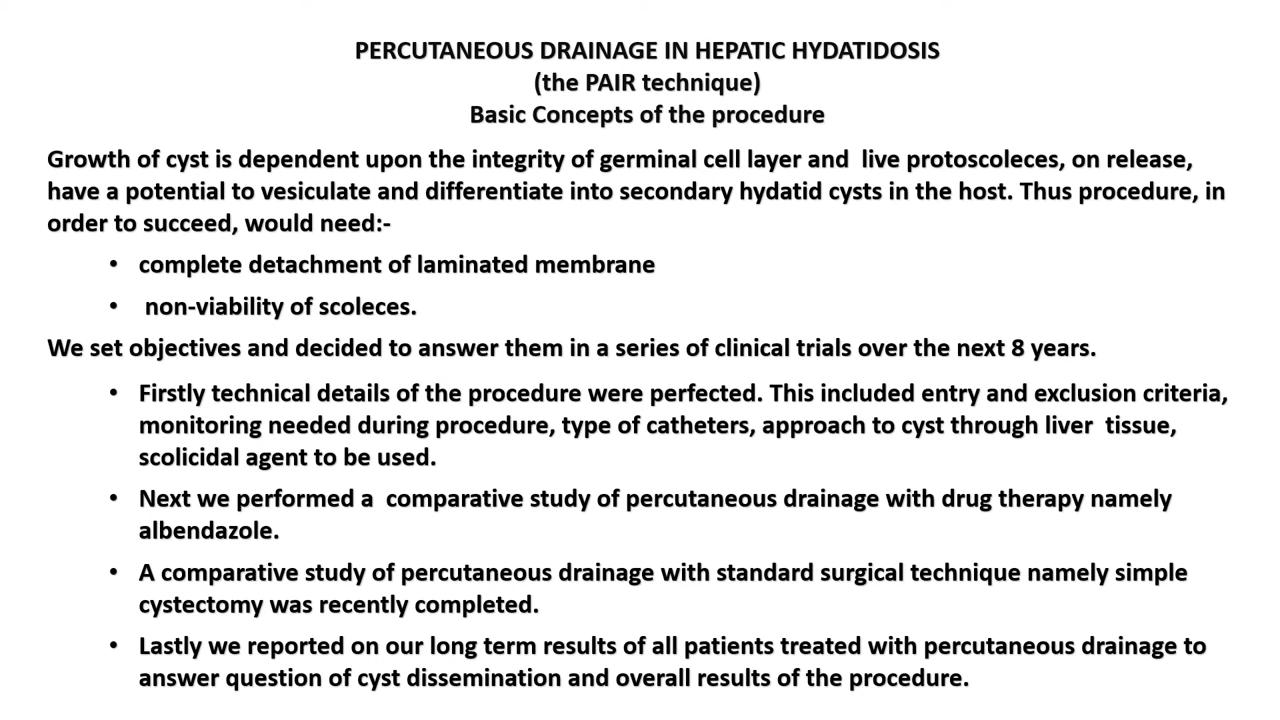 PERCUTANEOUS DRAINAGE IN HEPATIC HYDATIDOSIS
(the PAIR technique)
Basic Concepts of the procedure
Growth of cyst is dependent upon the integrity of germinal cell layer and live protoscoleces, on release,
have a potential to vesiculate and differentiate into secondary hydatid cysts in the host. Thus procedure, in
order to succeed, would need:-
• complete detachment of laminated membrane
• non-viability of scoleces.
We set objectives and decided to answer them in a series of clinical trials over the next 8 years.
• Firstly technical details of the procedure were perfected. This included entry and exclusion criteria,
monitoring needed during procedure, type of catheters, approach to cyst through liver tissue,
scolicidal agent to be used.
• Next we performed a comparative study of percutaneous drainage with drug therapy namely
albendazole.
• A comparative study of percutaneous drainage with standard surgical technique namely simple
cystectomy was recently completed.
• Lastly we reported on our long term results of all patients treated with percutaneous drainage to
answer question of cyst dissemination and overall results of the procedure.